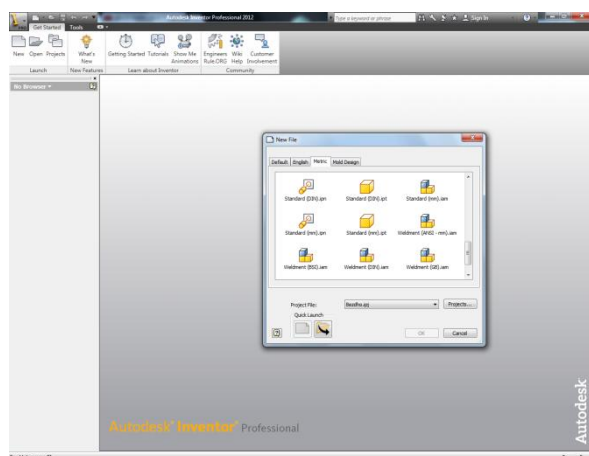 Autodesk Inventor Professional 2012
Type a keyword or phrase
Sign In
Get Started Tools
New Open Projects What's New Getting Started Tutorials Show Me Animations Engineers Rule.ORG Wiki Help Customer Involvement
Launch New Features Learn about Inventor Community
No Browser
New File
Default English Metric Mold Design
Standard (DIN).ipn Standard (DIN).ipt Standard (mm).iam
Standard (mm).ipn Standard (mm).ipt Weldment (ANSI - mm).iam
Weldment (BSI).iam Weldment (DIN).iam Weldment (GB).iam
Project File: Projects...
Quick Launch
OK Cancel
Autodesk
Autodesk® Inventor® Professional